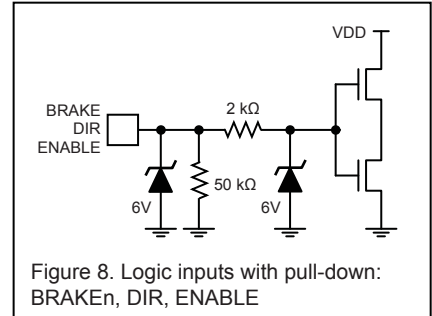 VDD
BRAKE
DIR
ENABLE
2 kΩ
50 kΩ
6V
6V
Figure 8. Logic inputs with pull-down:
BRAKEn, DIR, ENABLE